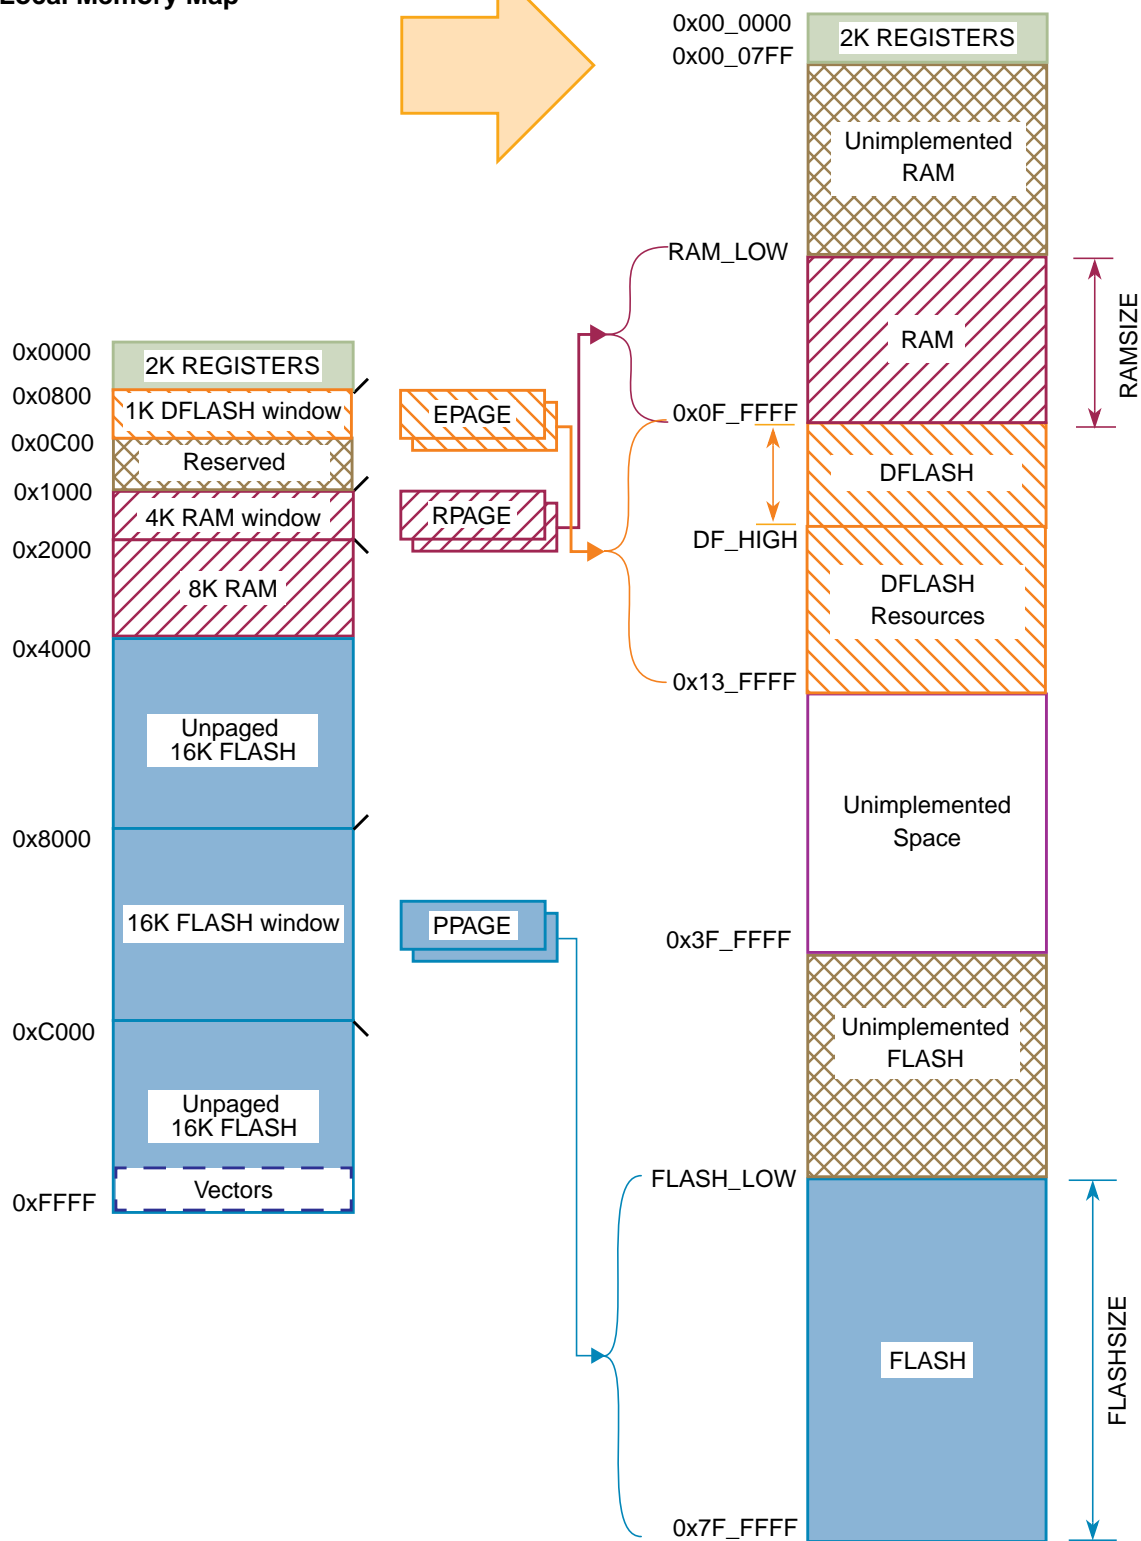 Local Memory Map
0x00_0000
2K REGISTERS
0x00_07FF
Unimplemented
RAM
RAM_LOW
RAM
RAMSIZE
0x0F_FFFF
DFLASH
DF_HIGH
DFLASH
Resources
0x13_FFFF
Unimplemented
Space
0x3F_FFFF
Unimplemented
FLASH
FLASH_LOW
FLASH
FLASHSIZE
0x7F_FFFF
0x0000
2K REGISTERS
0x0800
1K DFLASH window
0x0C00
Reserved
0x1000
4K RAM window
0x2000
8K RAM
0x4000
Unpaged
16K FLASH
0x8000
16K FLASH window
0xC000
Unpaged
16K FLASH
Vectors
0xFFFF
EPAGE
RPAGE
PPAGE